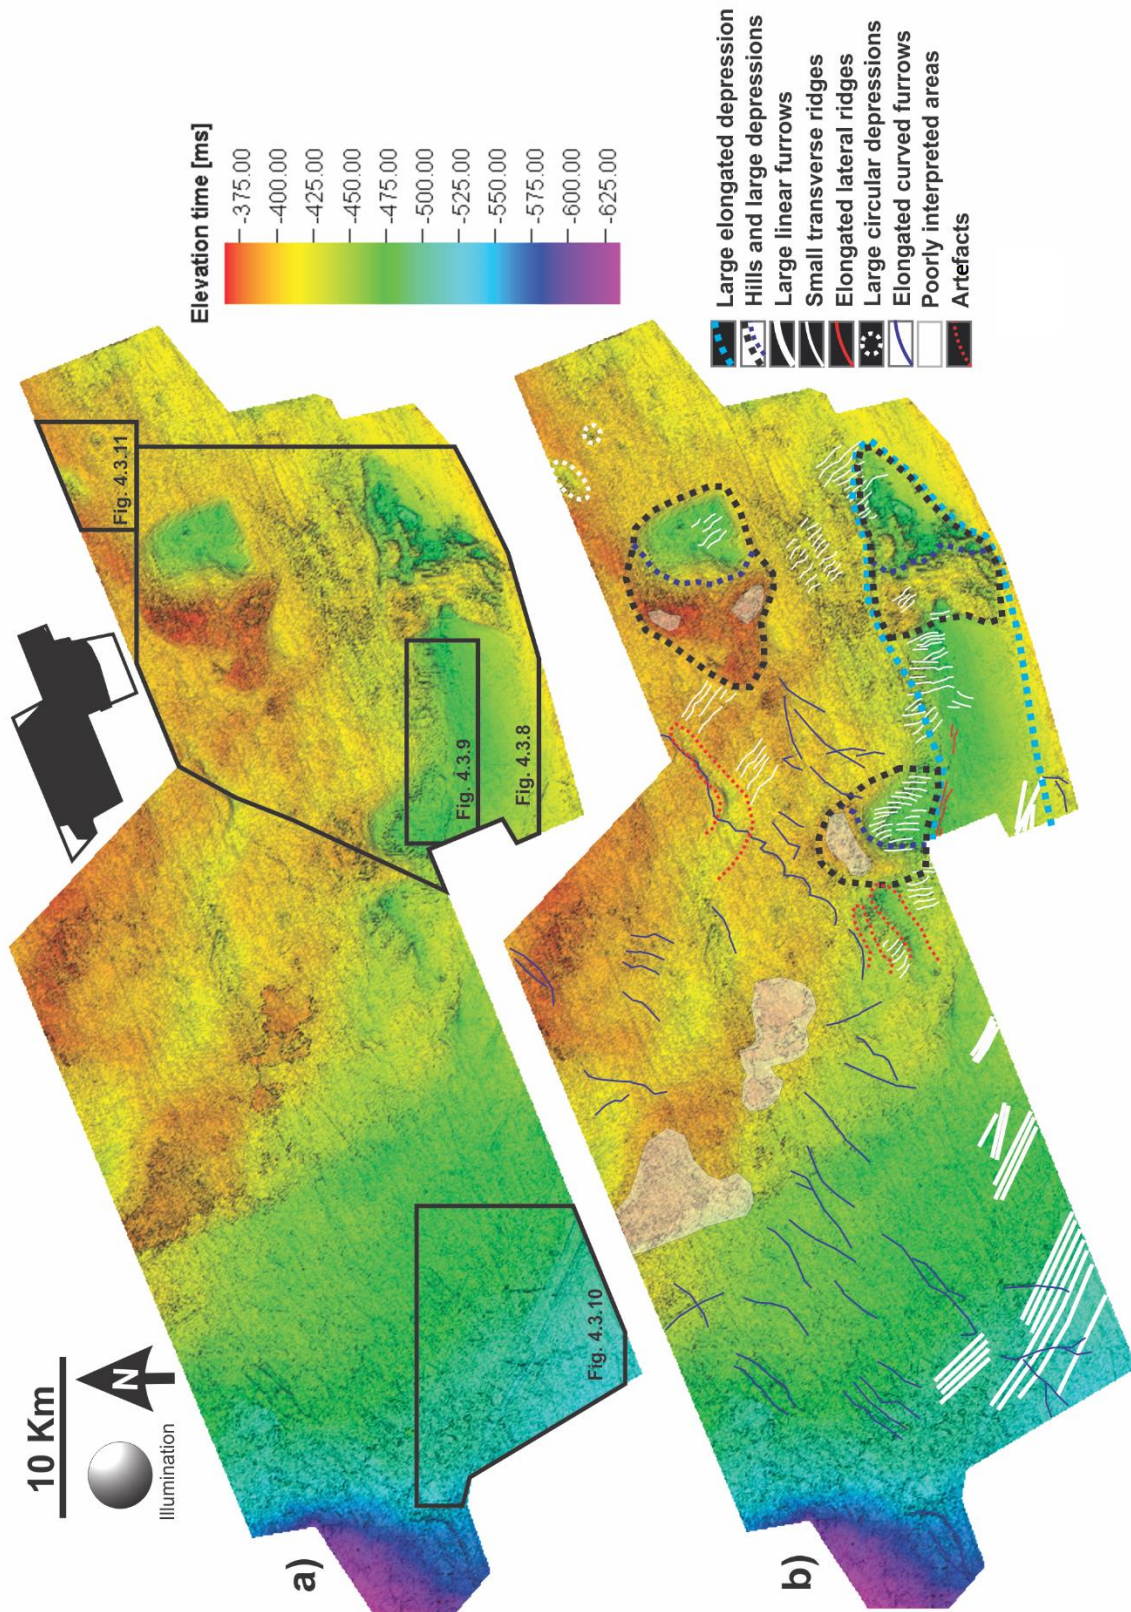 10 Km
N
Illumination
a)
Fig. 4.3.11
Fig. 4.3.9
Fig. 4.3.8
Fig. 4.3.10
Elevation time [ms]
-375.00
-400.00
-425.00
-450.00
-475.00
-500.00
-525.00
-550.00
-575.00
-600.00
-625.00
b)
Large elongated depression
Hills and large depressions
Large linear furrows
Small transverse ridges
Elongated lateral ridges
Large circular depressions
Elongated curved furrows
Poorly interpreted areas
Artefacts